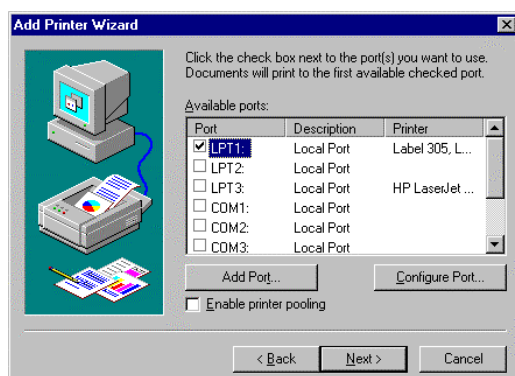 Add Printer Wizard
Click the check box next to the port(s) you want to use.
Documents will print to the first available checked port.
Available ports:
Port Description Printer
LPT1: Local Port Label 305, L...
LPT2: Local Port
LPT3: Local Port HP LaserJet ...
COM1: Local Port
COM2: Local Port
COM3: Local Port
Add Port... Configure Port...
Enable printer pooling
< Back Next > Cancel